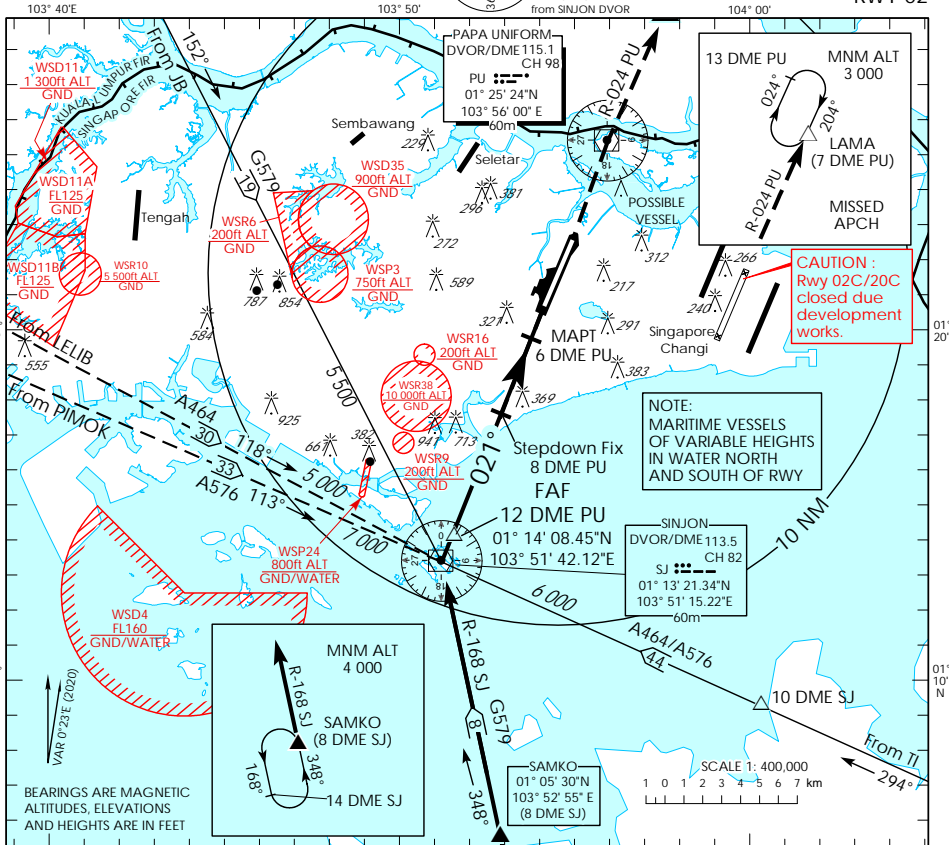 103° 40' E
103° 50'
from SINJON DVOR
104° 00'
PAPA UNIFORM
DVOR/DME 115.1
CH 98
PU
01° 25' 24"N
103° 56' 00" E
60m
13 DME PU
MNM ALT
3 000
024°
204°
LAMA
(7 DME PU)
R-024 PU
MISSED
APCH
WSD11
1 300ft ALT
GND
KUALA LUMPUR FIR
SINGAPORE FIR
From JB
152°
G579
19
Sembawang
229
Seletar
R-024 PU
27
9
18
WSD35
900ft ALT
GND
WSD11A
FL125
GND
Tengah
WSR6
200ft ALT
GND
296
381
POSSIBLE
VESSEL
272
312
WSD11B
FL125
GND
WSR10
5 500ft ALT
GND
WSP3
750ft ALT
GND
787
854
589
217
266
240
CAUTION :
Rwy 02C/20C
closed due
development
works.
584
321
291
Singapore
Changi
01°
20'
From LELIB
555
WSR16
200ft ALT
GND
MAPT
6 DME PU
383
From PIMOK
5 500
WSR38
10 000ft ALT
GND
369
A464
30
118°
5 000
925
661
382
941
713
NOTE:
MARITIME VESSELS
OF VARIABLE HEIGHTS
IN WATER NORTH
AND SOUTH OF RWY
33
A576
113°
7 000
WSR9
200ft ALT
GND
021°
Stepdown Fix
8 DME PU
FAF
12 DME PU
01° 14' 08.45"N
103° 51' 42.12"E
10 NM
WSP24
800ft ALT
GND/WATER
0
27
9
18
SINJON
DVOR/DME 113.5
CH 82
SJ
01° 13' 21.34"N
103° 51' 15.22"E
60m
WSD4
FL160
GND/WATER
6 000
A464/A576
44
MNM ALT
4 000
R-168 SJ
SAMKO
(8 DME SJ)
168°
348°
14 DME SJ
R-168 SJ
G579
8
10 DME SJ
01°
10'
N
VAR 0°23'E (2020)
From TI
294°
SAMKO
01° 05' 30"N
103° 52' 55" E
(8 DME SJ)
348°
SCALE 1: 400,000
1 0 1 2 3 4 5 6 7 km
BEARINGS ARE MAGNETIC
ALTITUDES, ELEVATIONS
AND HEIGHTS ARE IN FEET